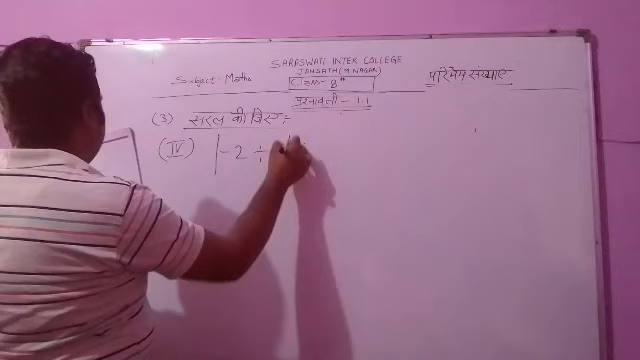 SARASWATI INTER COLLEGE
JANSATH (M.NAGAR)
Subject:- Maths
Class- 8th
परिमेय संख्याएं
प्रश्नावली - 1.1
(3) सरल कीजिए :-
(IV) |-2 ÷